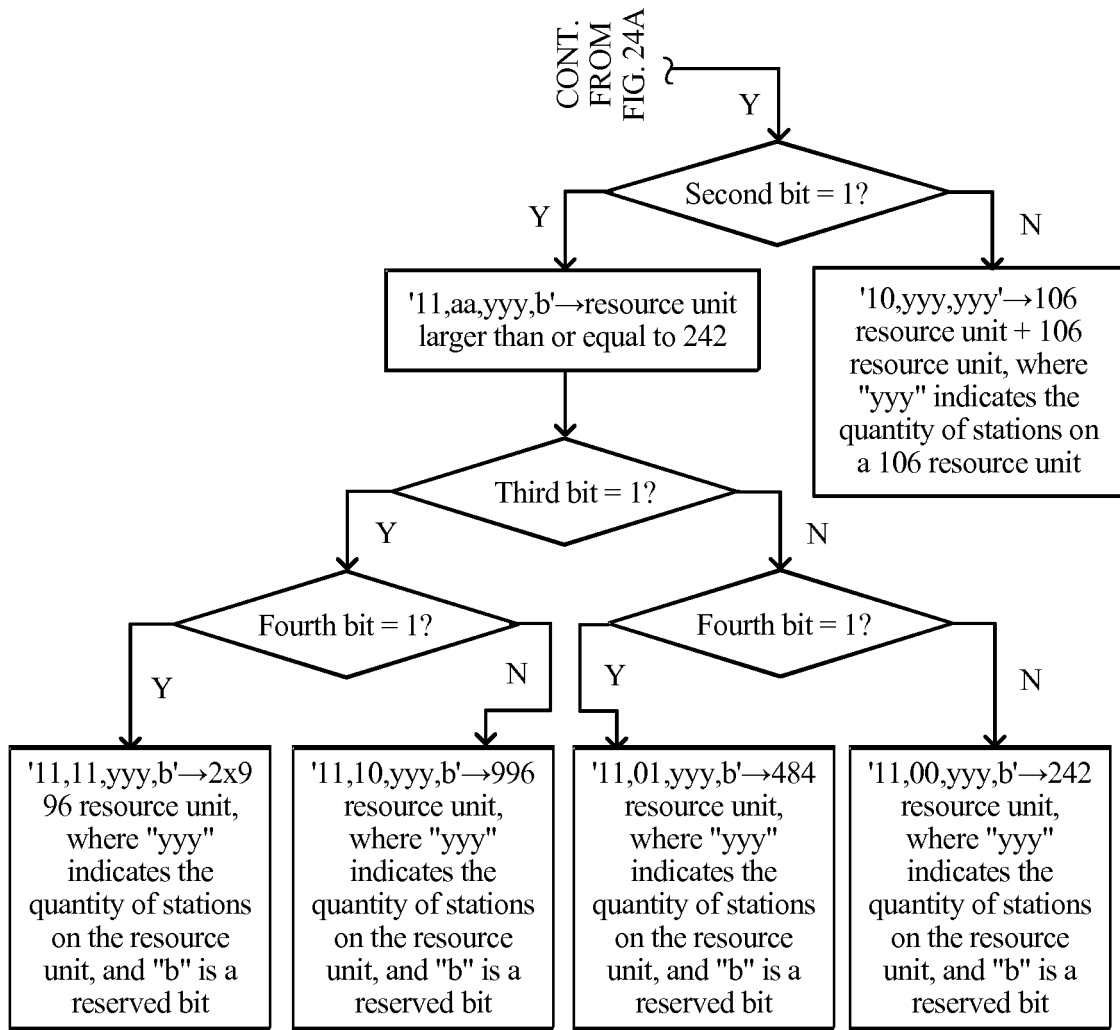 CONT.
FROM
FIG. 24A
Y
Second bit = 1?
Y
N
'11,aa,yyy,b'→resource unit
larger than or equal to 242
'10,yyy,yyy'→106
resource unit + 106
resource unit, where
"yyy" indicates the
quantity of stations on
a 106 resource unit
Third bit = 1?
Y
N
Fourth bit = 1?
Y
N
Fourth bit = 1?
Y
N
'11,11,yyy,b'→2x9
96 resource unit,
where "yyy"
indicates the
quantity of stations
on the resource
unit, and "b" is a
reserved bit
'11,10,yyy,b'→996
resource unit,
where "yyy"
indicates the
quantity of stations
on the resource
unit, and "b" is a
reserved bit
'11,01,yyy,b'→484
resource unit,
where "yyy"
indicates the
quantity of stations
on the resource
unit, and "b" is a
reserved bit
'11,00,yyy,b'→242
resource unit,
where "yyy"
indicates the
quantity of stations
on the resource
unit, and "b" is a
reserved bit